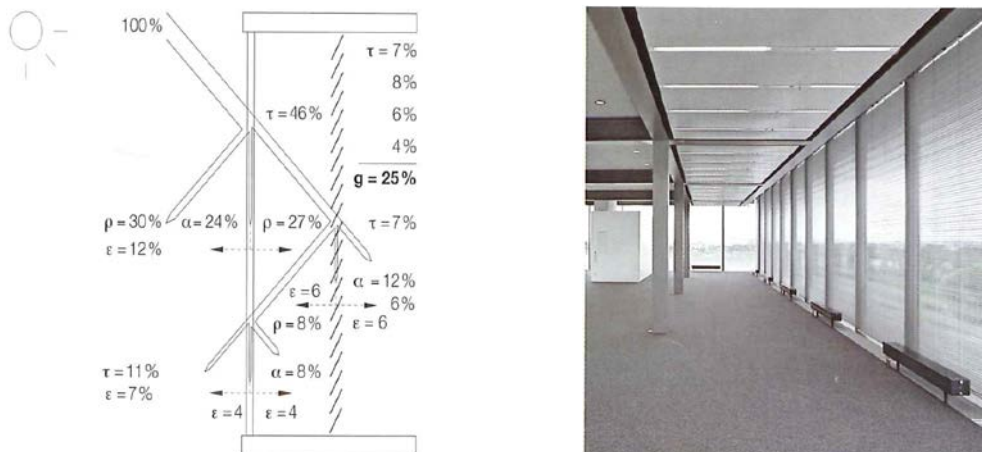 100%
τ = 7%
8%
τ = 46%
6%
4%
g = 25%
ρ = 30% α = 24% ρ = 27% τ = 7%
ε = 12%
α = 12%
ε = 6 6%
ρ = 8% ε = 6
τ = 11% α = 8%
ε = 7%
ε = 4 ε = 4